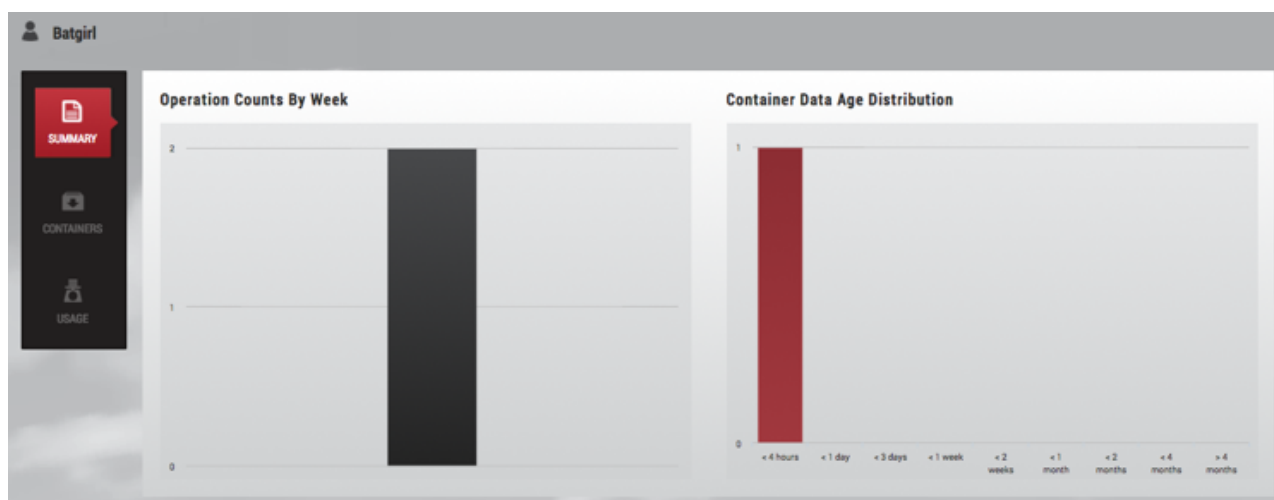 Batgirl
SUMMARY
CONTAINERS
USAGE
Operation Counts By Week
2
1
0
Container Data Age Distribution
1
0
< 4 hours < 1 day < 3 days < 1 week < 2 weeks < 1 month < 2 months < 4 months > 4 months